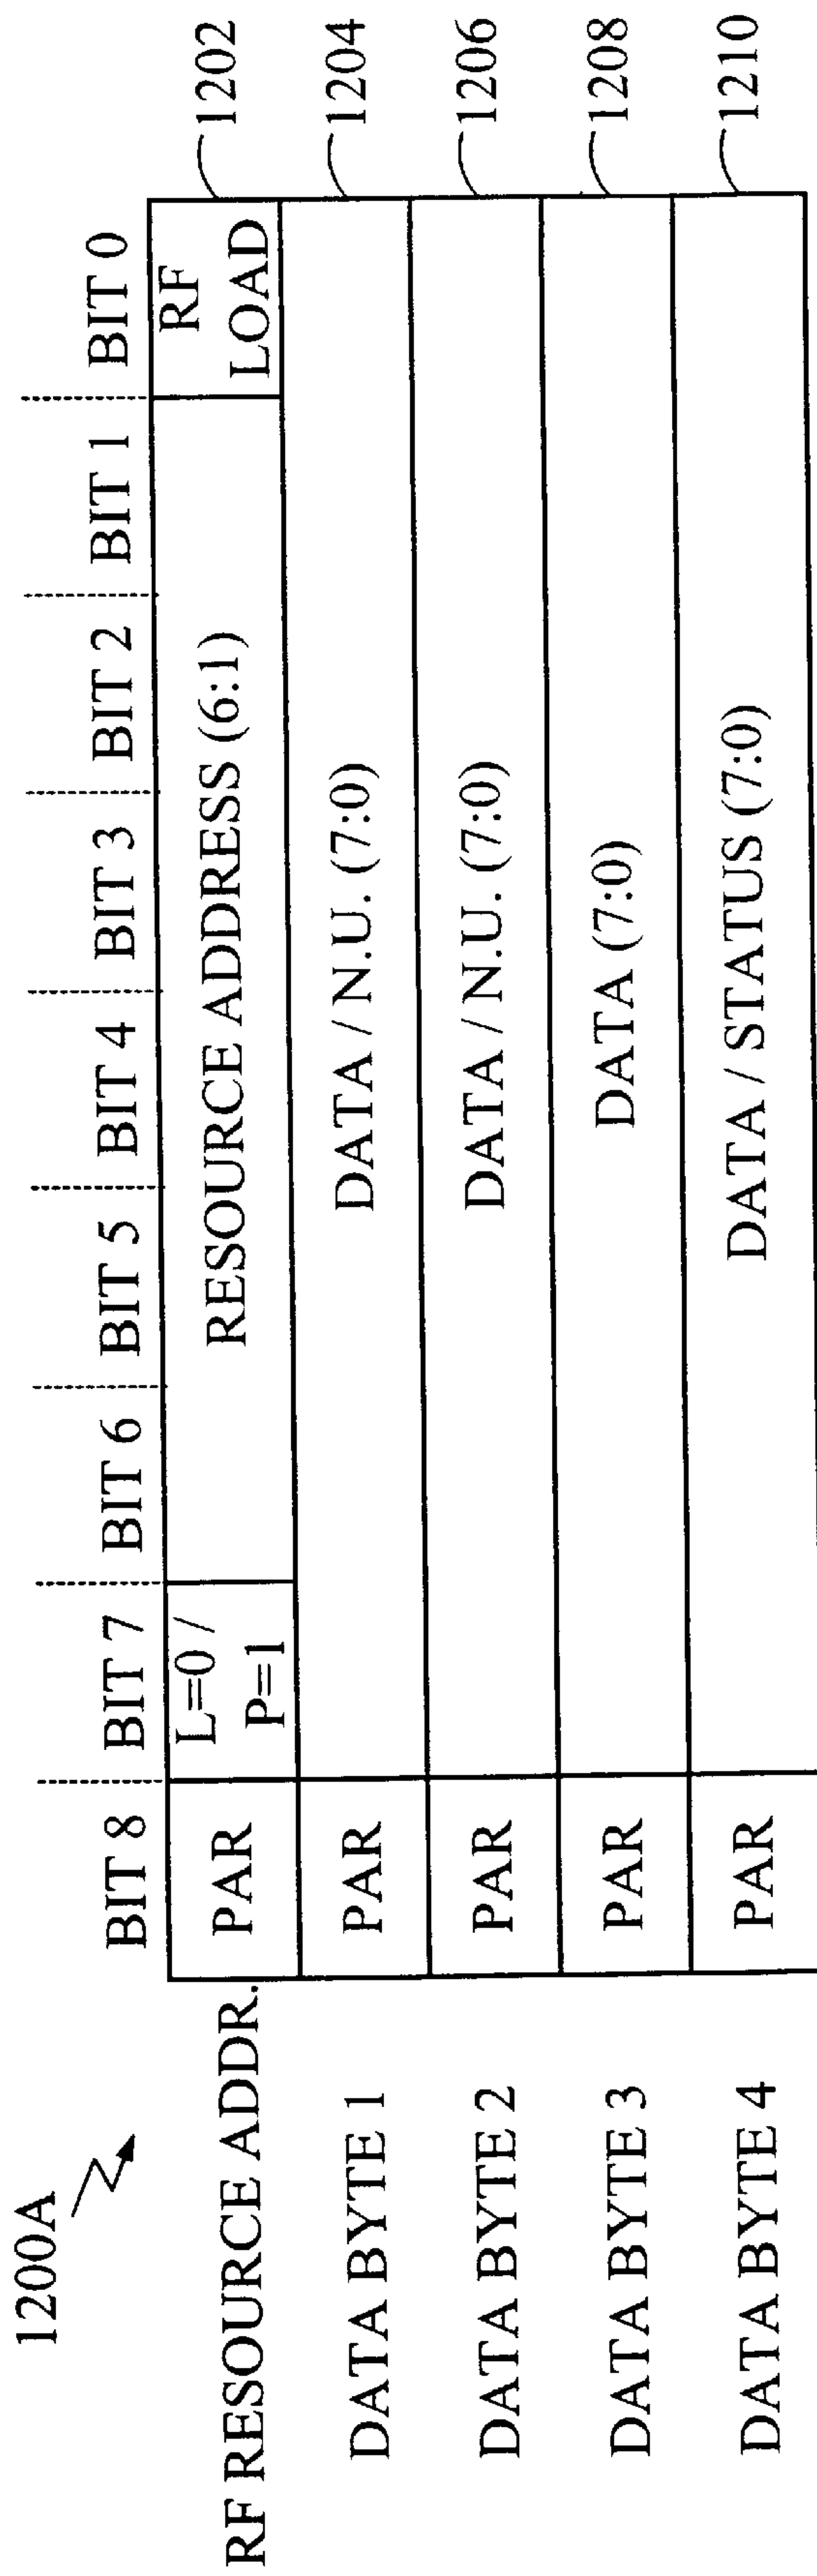 1200A
BIT 8 BIT 7 BIT 6 BIT 5 BIT 4 BIT 3 BIT 2 BIT 1 BIT 0
RF RESOURCE ADDR. PAR L=0 / P=1 RESOURCE ADDRESS (6:1) RF LOAD 1202
DATA BYTE 1 PAR DATA / N.U. (7:0) 1204
DATA BYTE 2 PAR DATA / N.U. (7:0) 1206
DATA BYTE 3 PAR DATA (7:0) 1208
DATA BYTE 4 PAR DATA / STATUS (7:0) 1210